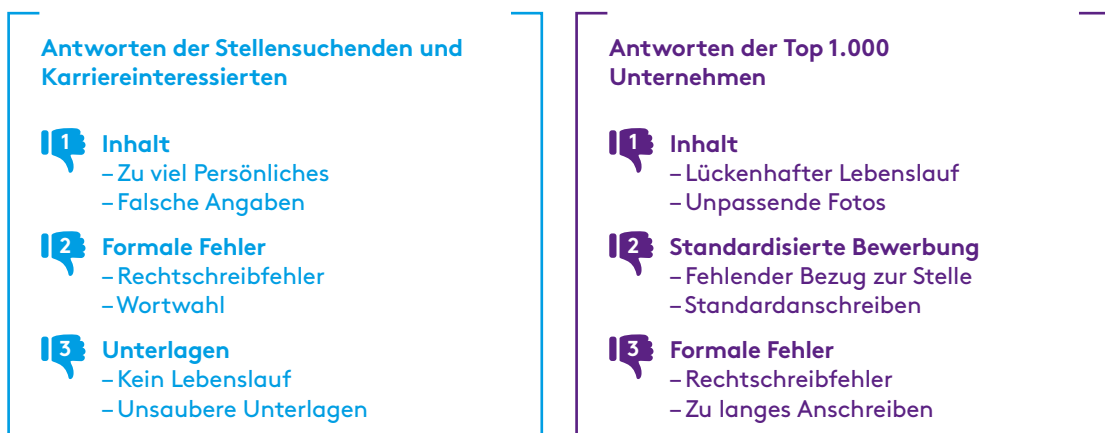 Antworten der Stellensuchenden und
Karriereinteressierten
1 Inhalt
– Zu viel Persönliches
– Falsche Angaben
2 Formale Fehler
– Rechtschreibfehler
– Wortwahl
3 Unterlagen
– Kein Lebenslauf
– Unsaubere Unterlagen
Antworten der Top 1.000
Unternehmen
1 Inhalt
– Lückenhafter Lebenslauf
– Unpassende Fotos
2 Standardisierte Bewerbung
– Fehlender Bezug zur Stelle
– Standardanschreiben
3 Formale Fehler
– Rechtschreibfehler
– Zu langes Anschreiben